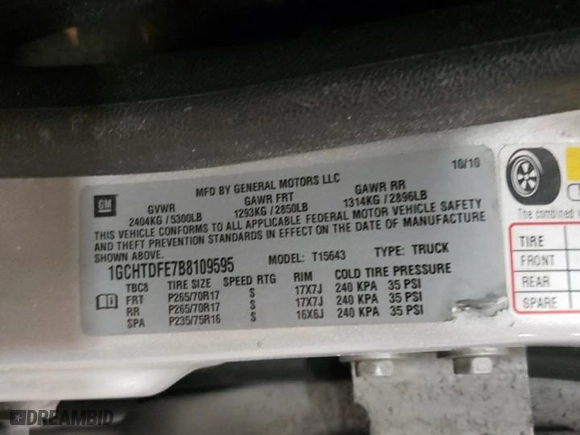 MFD BY GENERAL MOTORS LLC 10/10
GM
GVWR GAWR FRT GAWR RR
2404KG / 5300LB 1293KG / 2850LB 1314KG / 2896LB
THIS VEHICLE CONFORMS TO ALL APPLICABLE FEDERAL MOTOR VEHICLE SAFETY
AND THEFT PREVENTION STANDARDS IN EFFECT ON THE DATE OF MANUFACTURE
SHOWN ABOVE.
1GCHTDFE7B8109595 MODEL: T15643 TYPE: TRUCK
TBC8 TIRE SIZE SPEED RTG RIM COLD TIRE PRESSURE
FRT P265/70R17 S 17X7J 240 KPA 35 PSI
RR P265/70R17 S 17X7J 240 KPA 35 PSI
SPA P235/75R16 S 16X6J 240 KPA 35 PSI
The combined
TIRE
FRONT
REAR
SPARE
DREAMBID